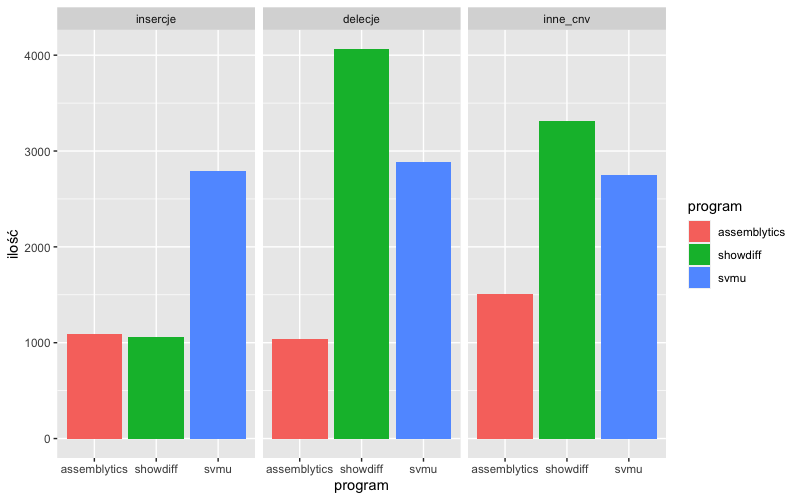 insercje delecje inne_cnv
4000
3000
2000
1000
0
ilość
assemblytics showdiff svmu assemblytics showdiff svmu assemblytics showdiff svmu
program
program
assemblytics
showdiff
svmu